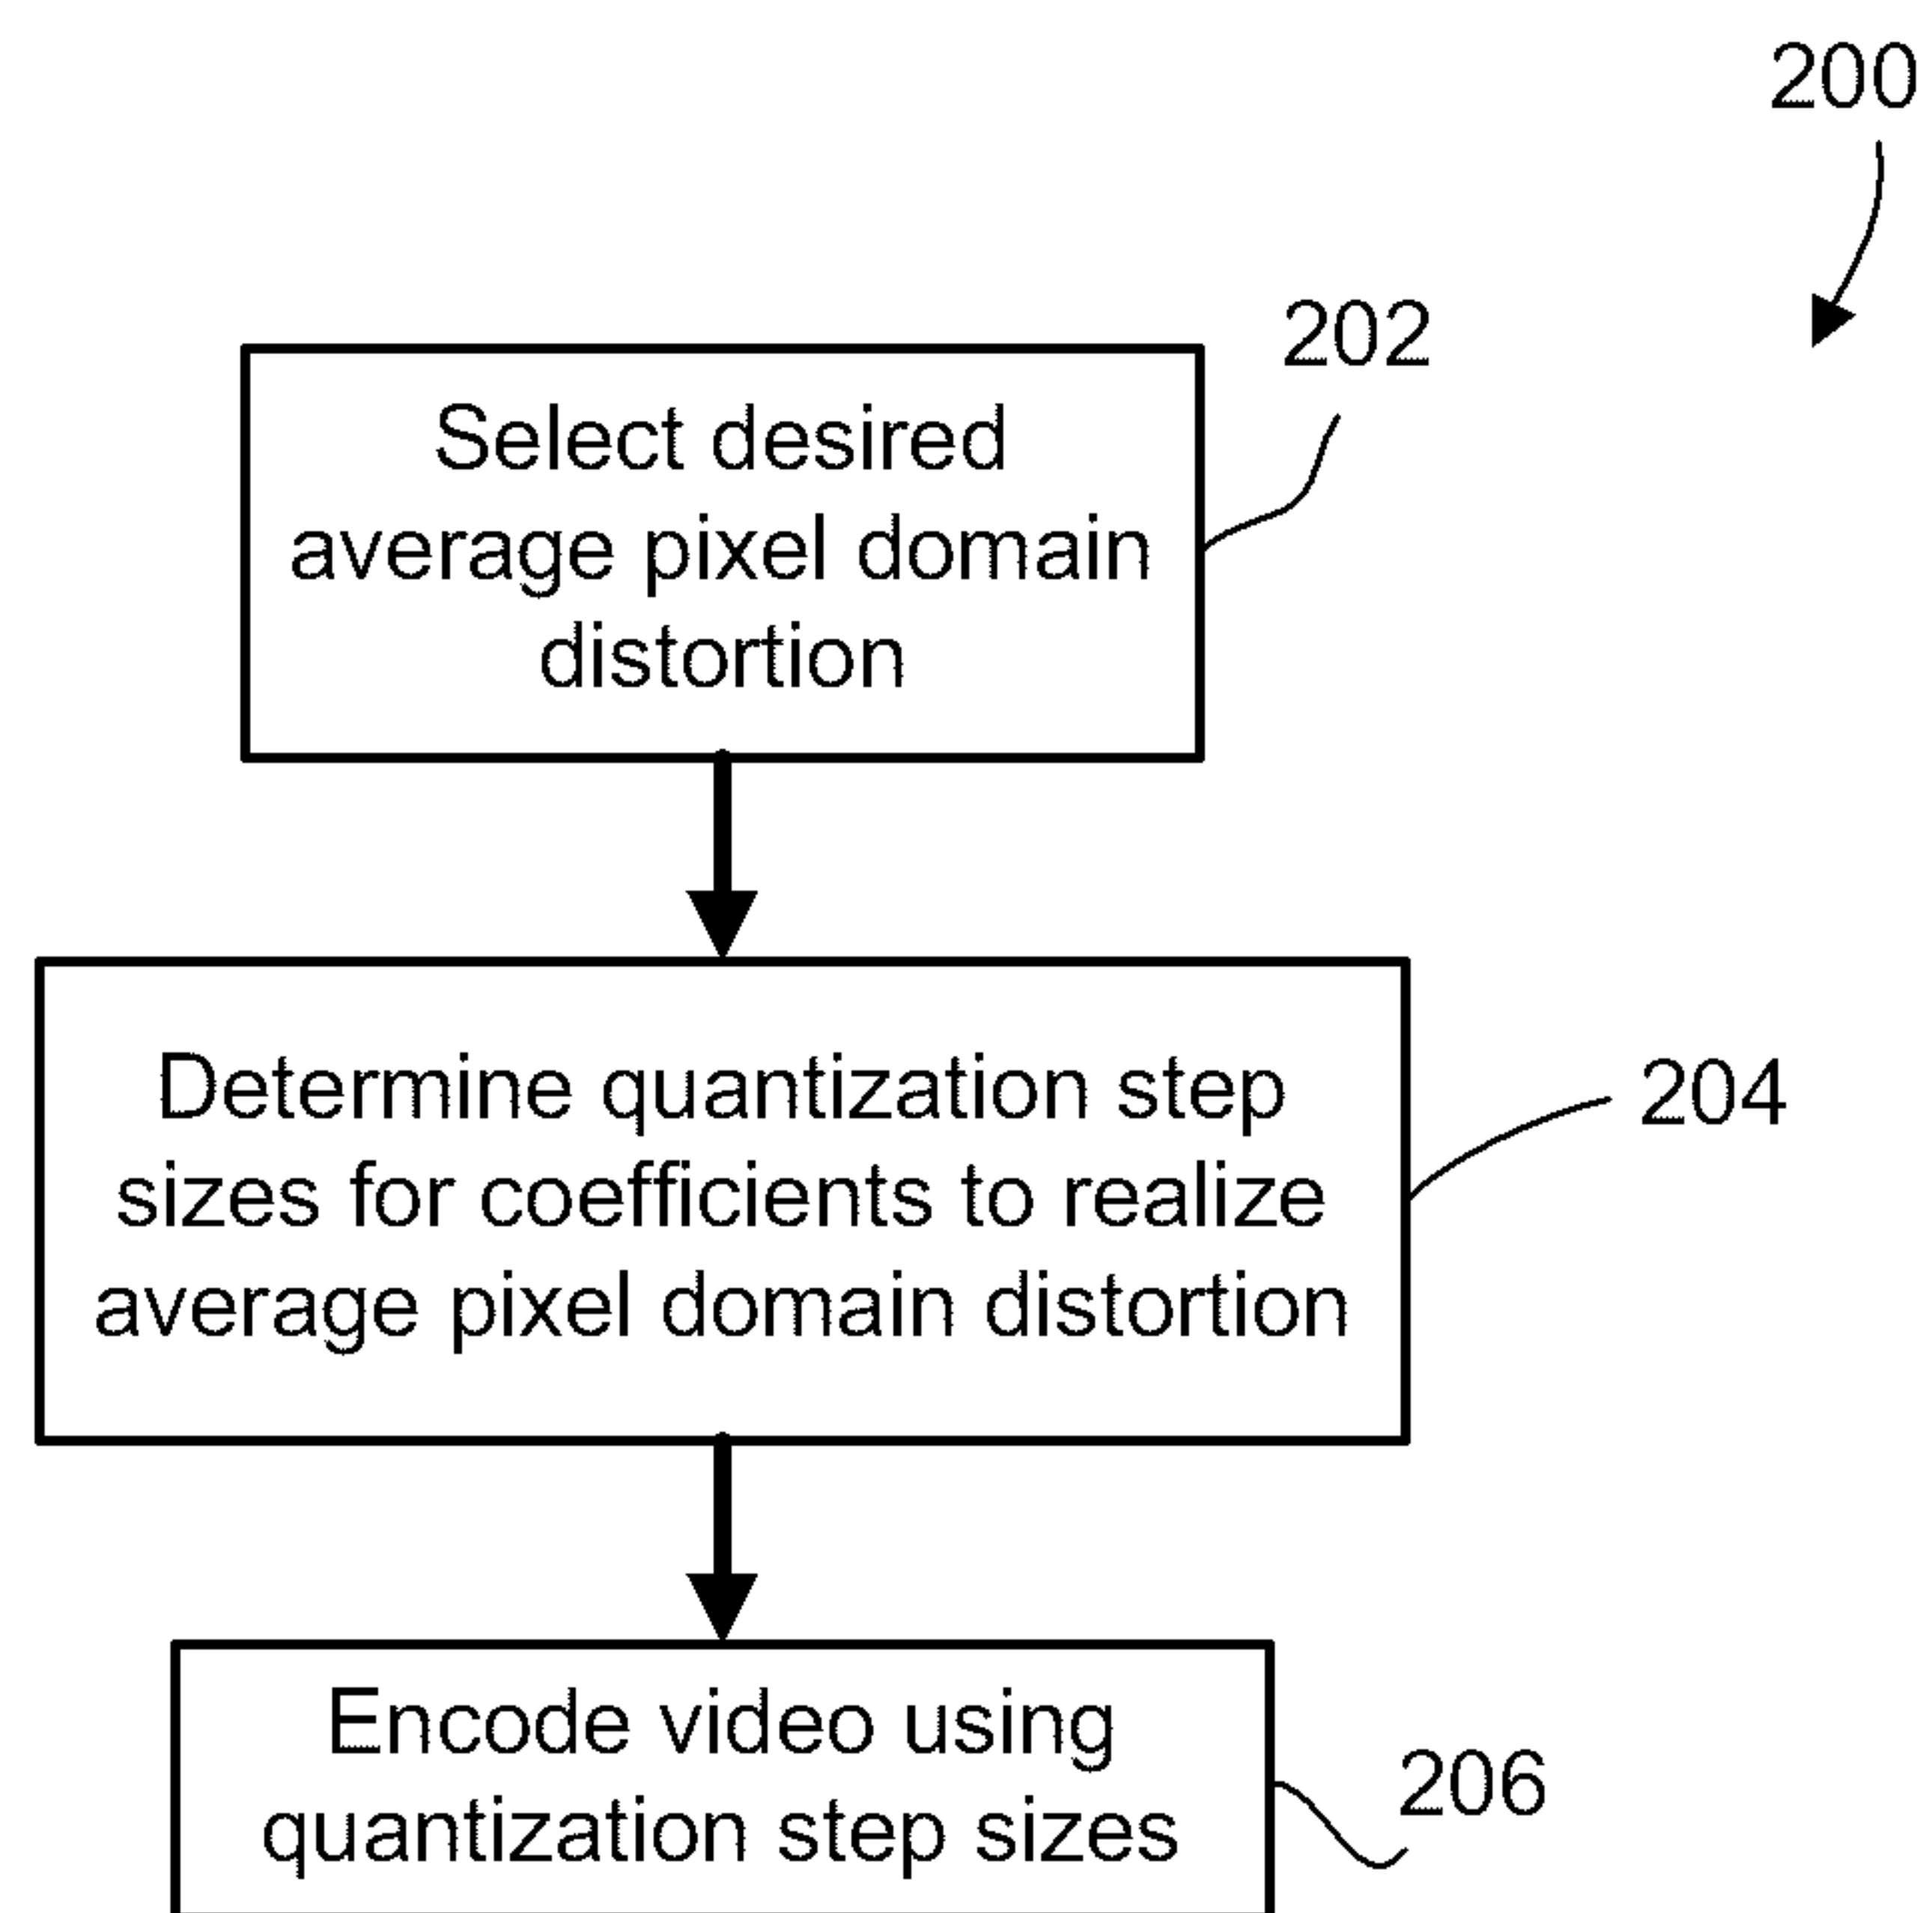 200
202
Select desired
average pixel domain
distortion
204
Determine quantization step
sizes for coefficients to realize
average pixel domain distortion
206
Encode video using
quantization step sizes